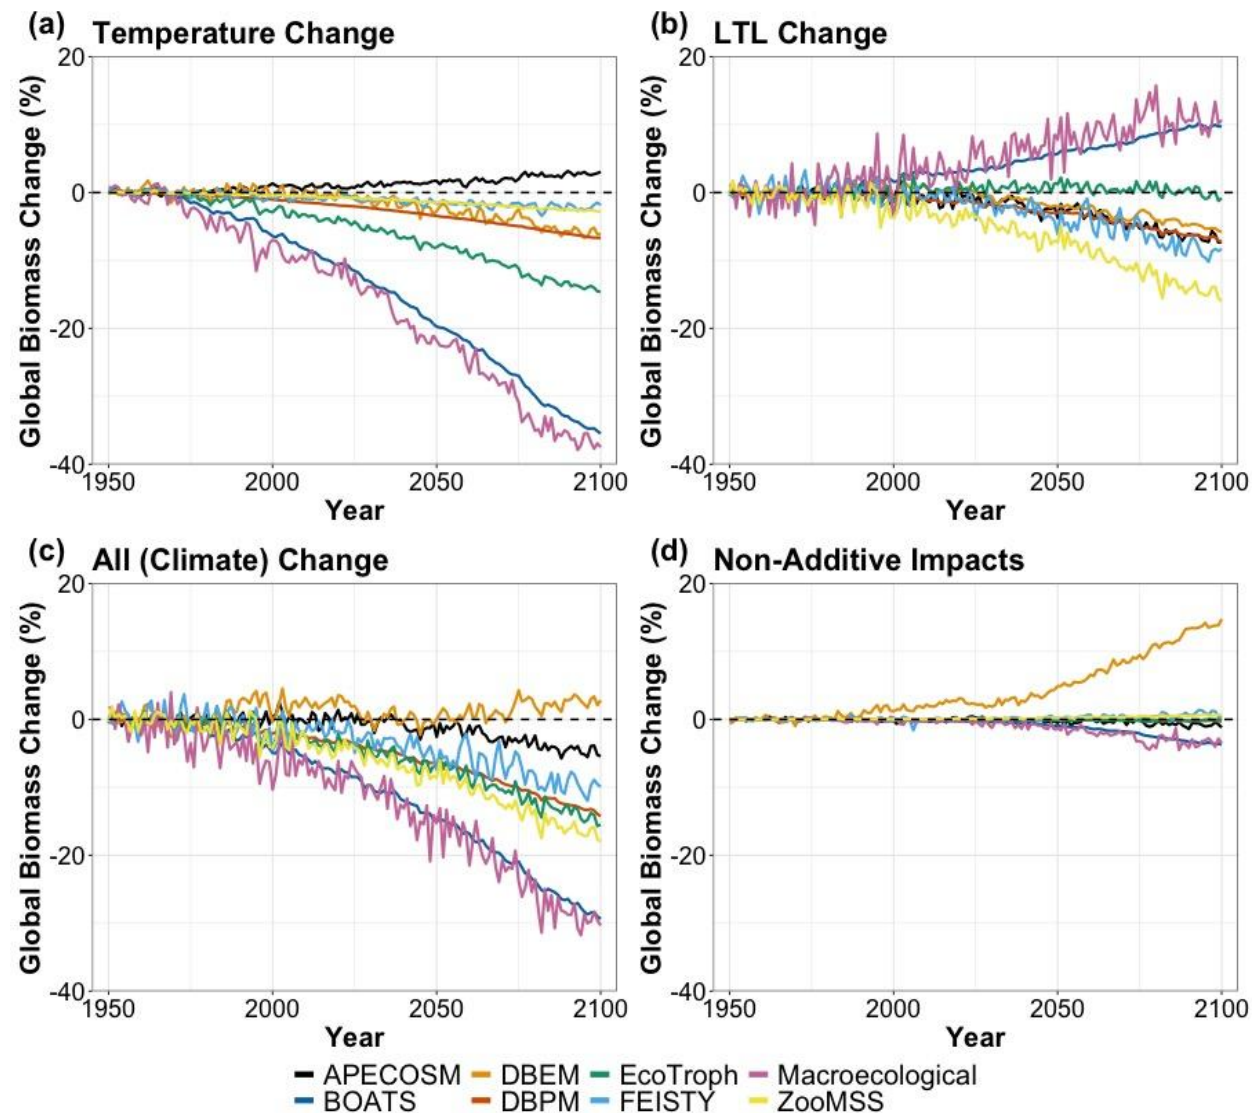 (a) Temperature Change
(b) LTL Change
20
0
-20
-40
Global Biomass Change (%)
1950 2000 2050 2100
Year
20
0
-20
-40
Global Biomass Change (%)
1950 2000 2050 2100
Year
(c) All (Climate) Change
(d) Non-Additive Impacts
20
0
-20
-40
Global Biomass Change (%)
1950 2000 2050 2100
Year
20
0
-20
-40
Global Biomass Change (%)
1950 2000 2050 2100
Year
APECOSM DBEM EcoTroph Macroecological
BOATS DBPM FEISTY ZooMSS